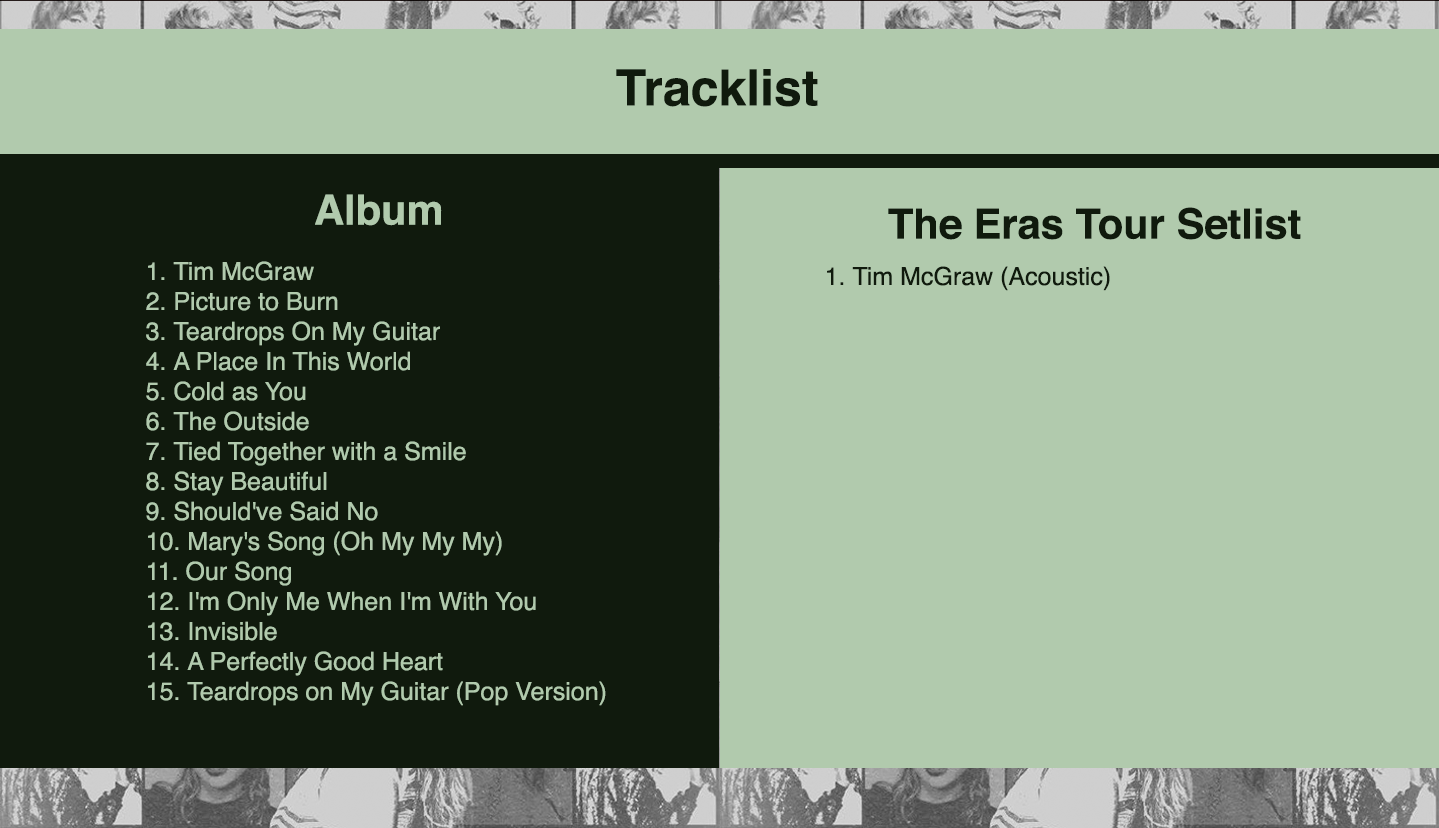 Tracklist
Album
1. Tim McGraw
2. Picture to Burn
3. Teardrops On My Guitar
4. A Place In This World
5. Cold as You
6. The Outside
7. Tied Together with a Smile
8. Stay Beautiful
9. Should've Said No
10. Mary's Song (Oh My My My)
11. Our Song
12. I'm Only Me When I'm With You
13. Invisible
14. A Perfectly Good Heart
15. Teardrops on My Guitar (Pop Version)
The Eras Tour Setlist
1. Tim McGraw (Acoustic)